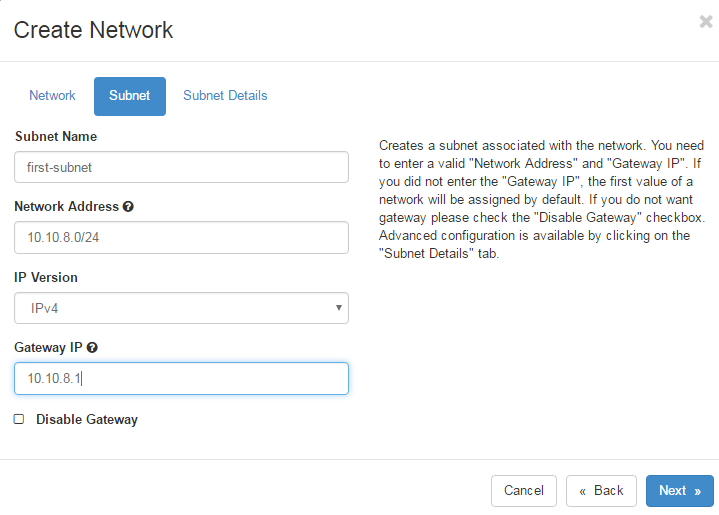 Create Network
Network
Subnet
Subnet Details
Subnet Name
first-subnet
Network Address
10.10.8.0/24
IP Version
IPv4
Gateway IP
10.10.8.1
Disable Gateway
Creates a subnet associated with the network. You need
to enter a valid "Network Address" and "Gateway IP". If
you did not enter the "Gateway IP", the first value of a
network will be assigned by default. If you do not want
gateway please check the "Disable Gateway" checkbox.
Advanced configuration is available by clicking on the
"Subnet Details" tab.
Cancel
« Back
Next »